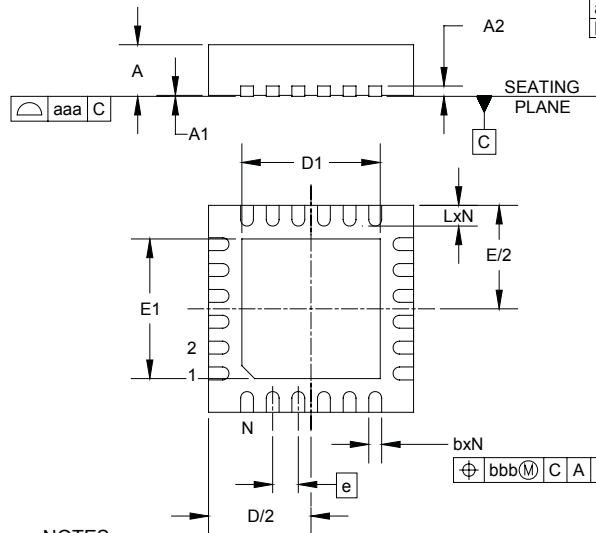 A2
A
SEATING
PLANE
aaa C
A1
C
D1
LxN
E/2
E1
2
1
N
bxN
bbb M C A
e
D/2
NOTES